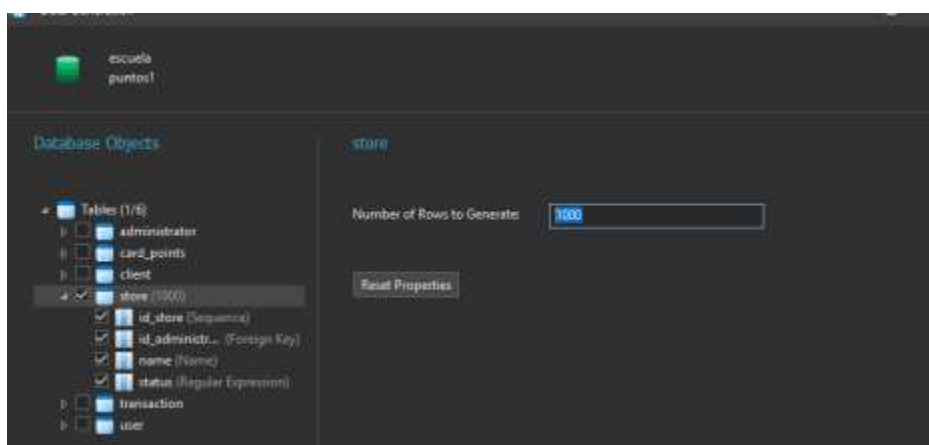 escuela
puntos1
Database Objects
store
Tables (1/6)
administrator
card_points
client
store (1000)
id_store (Sequence)
id_administr... (Foreign Key)
name (Name)
status (Regular Expression)
transaction
user
Number of Rows to Generate:
1000
Reset Properties